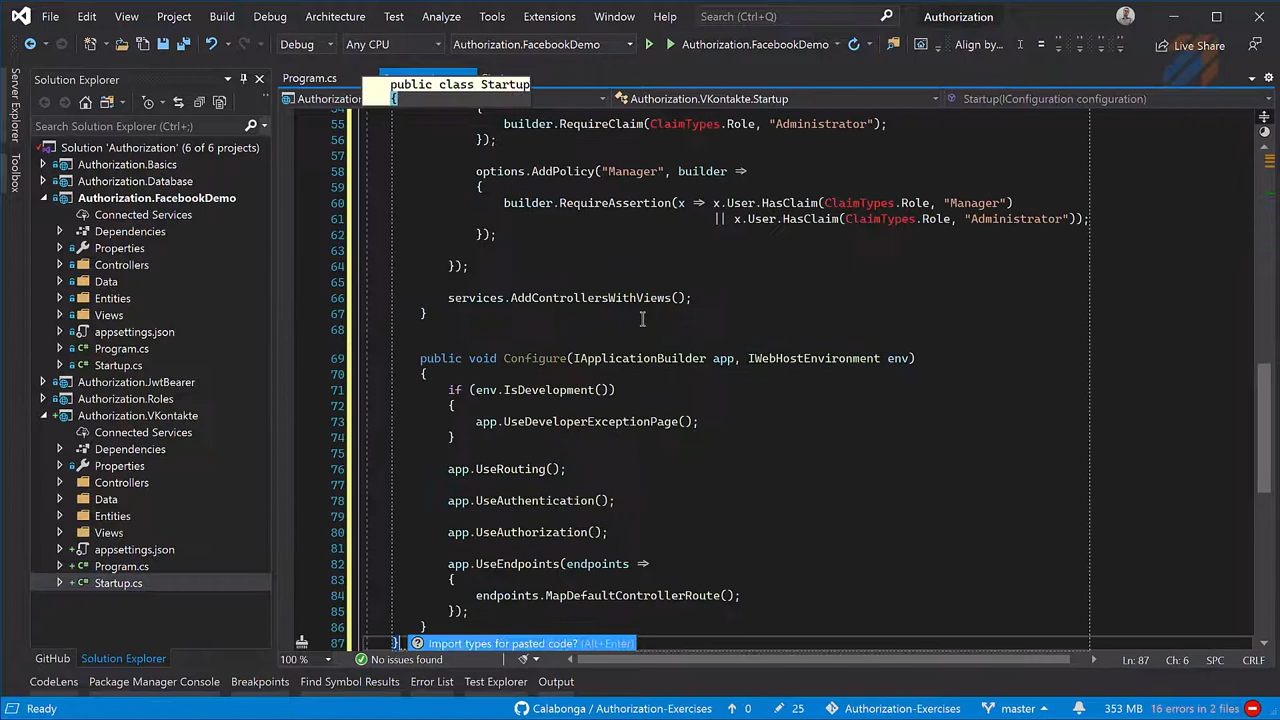 File Edit View Project Build Debug Architecture Test Analyze Tools Extensions Window Help Search (Ctrl+Q) Authorization
Debug Any CPU Authorization.FacebookDemo Authorization.FacebookDemo Align by... Live Share
Server Explorer
Toolbox
Solution Explorer
Search Solution Explorer (Ctrl+;)
Solution 'Authorization' (6 of 6 projects)
Authorization.Basics
Authorization.Database
Authorization.FacebookDemo
Connected Services
Dependencies
Properties
Controllers
Data
Entities
Views
appsettings.json
Program.cs
Startup.cs
Authorization.JwtBearer
Authorization.Roles
Authorization.VKontakte
Connected Services
Dependencies
Properties
Controllers
Data
Entities
Views
appsettings.json
Program.cs
Startup.cs
GitHub Solution Explorer
Program.cs
public class Startup
{
Authorization Authorization.VKontakte.Startup Startup(IConfiguration configuration)
{
55 builder.RequireClaim(ClaimTypes.Role, "Administrator");
56 });
57
58 options.AddPolicy("Manager", builder =>
59 {
60 builder.RequireAssertion(x => x.User.HasClaim(ClaimTypes.Role, "Manager")
61 || x.User.HasClaim(ClaimTypes.Role, "Administrator"));
62 });
63
64 });
65
66 services.AddControllersWithViews();
67 }
68
69 public void Configure(IApplicationBuilder app, IWebHostEnvironment env)
70 {
71 if (env.IsDevelopment())
72 {
73 app.UseDeveloperExceptionPage();
74 }
75
76 app.UseRouting();
77
78 app.UseAuthentication();
79
80 app.UseAuthorization();
81
82 app.UseEndpoints(endpoints =>
83 {
84 endpoints.MapDefaultControllerRoute();
85 });
86 }
87 } Import types for pasted code? (Alt+Enter)
100 % No issues found Ln: 87 Ch: 6 SPC CRLF
CodeLens Package Manager Console Breakpoints Find Symbol Results Error List Test Explorer Output
Ready Calabonga / Authorization-Exercises 0 25 Authorization-Exercises master 353 MB 16 errors in 2 files